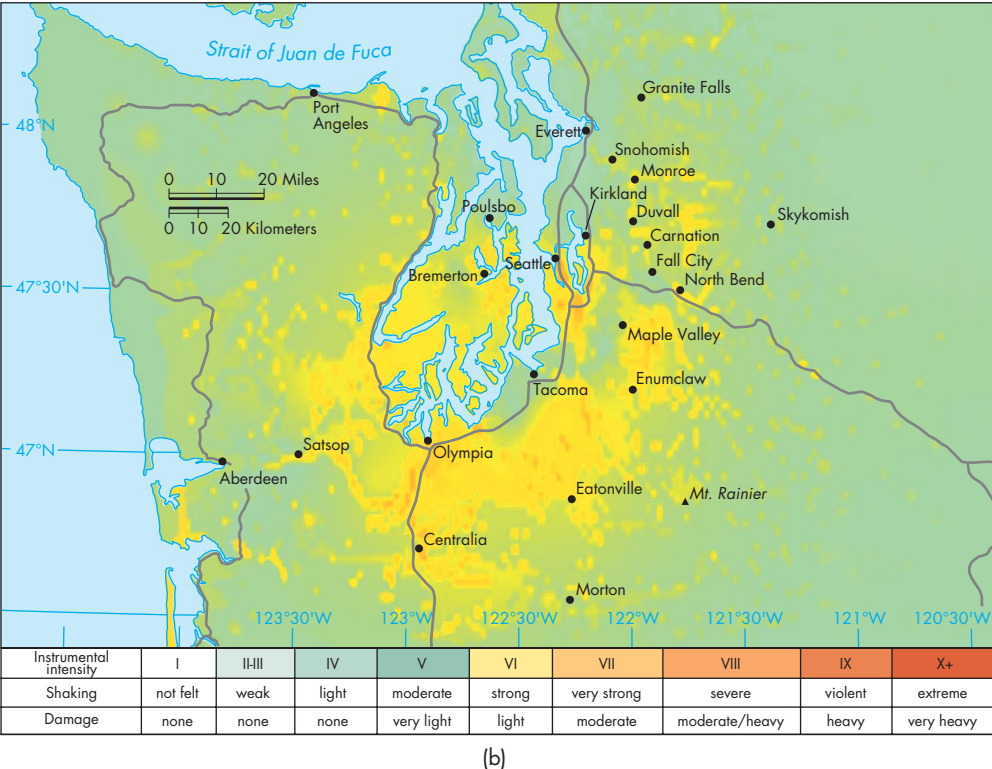 Strait of Juan de Fuca
Granite Falls
Port
Angeles
48°N
Everett
Snohomish
Monroe
0 10 20 Miles
Kirkland
0 10 20 Kilometers
Poulsbo
Duvall
Skykomish
Carnation
Seattle
Fall City
Bremerton
North Bend
47°30'N
Maple Valley
Enumclaw
Tacoma
47°N
Satsop
Olympia
Aberdeen
Eatonville
Mt. Rainier
Centralia
Morton
123°30'W 123°W 122°30'W 122°W 121°30'W 121°W 120°30'W
Instrumental
intensity I II-III IV V VI VII VIII IX X+
Shaking not felt weak light moderate strong very strong severe violent extreme
Damage none none none very light light moderate moderate/heavy heavy very heavy
(b)